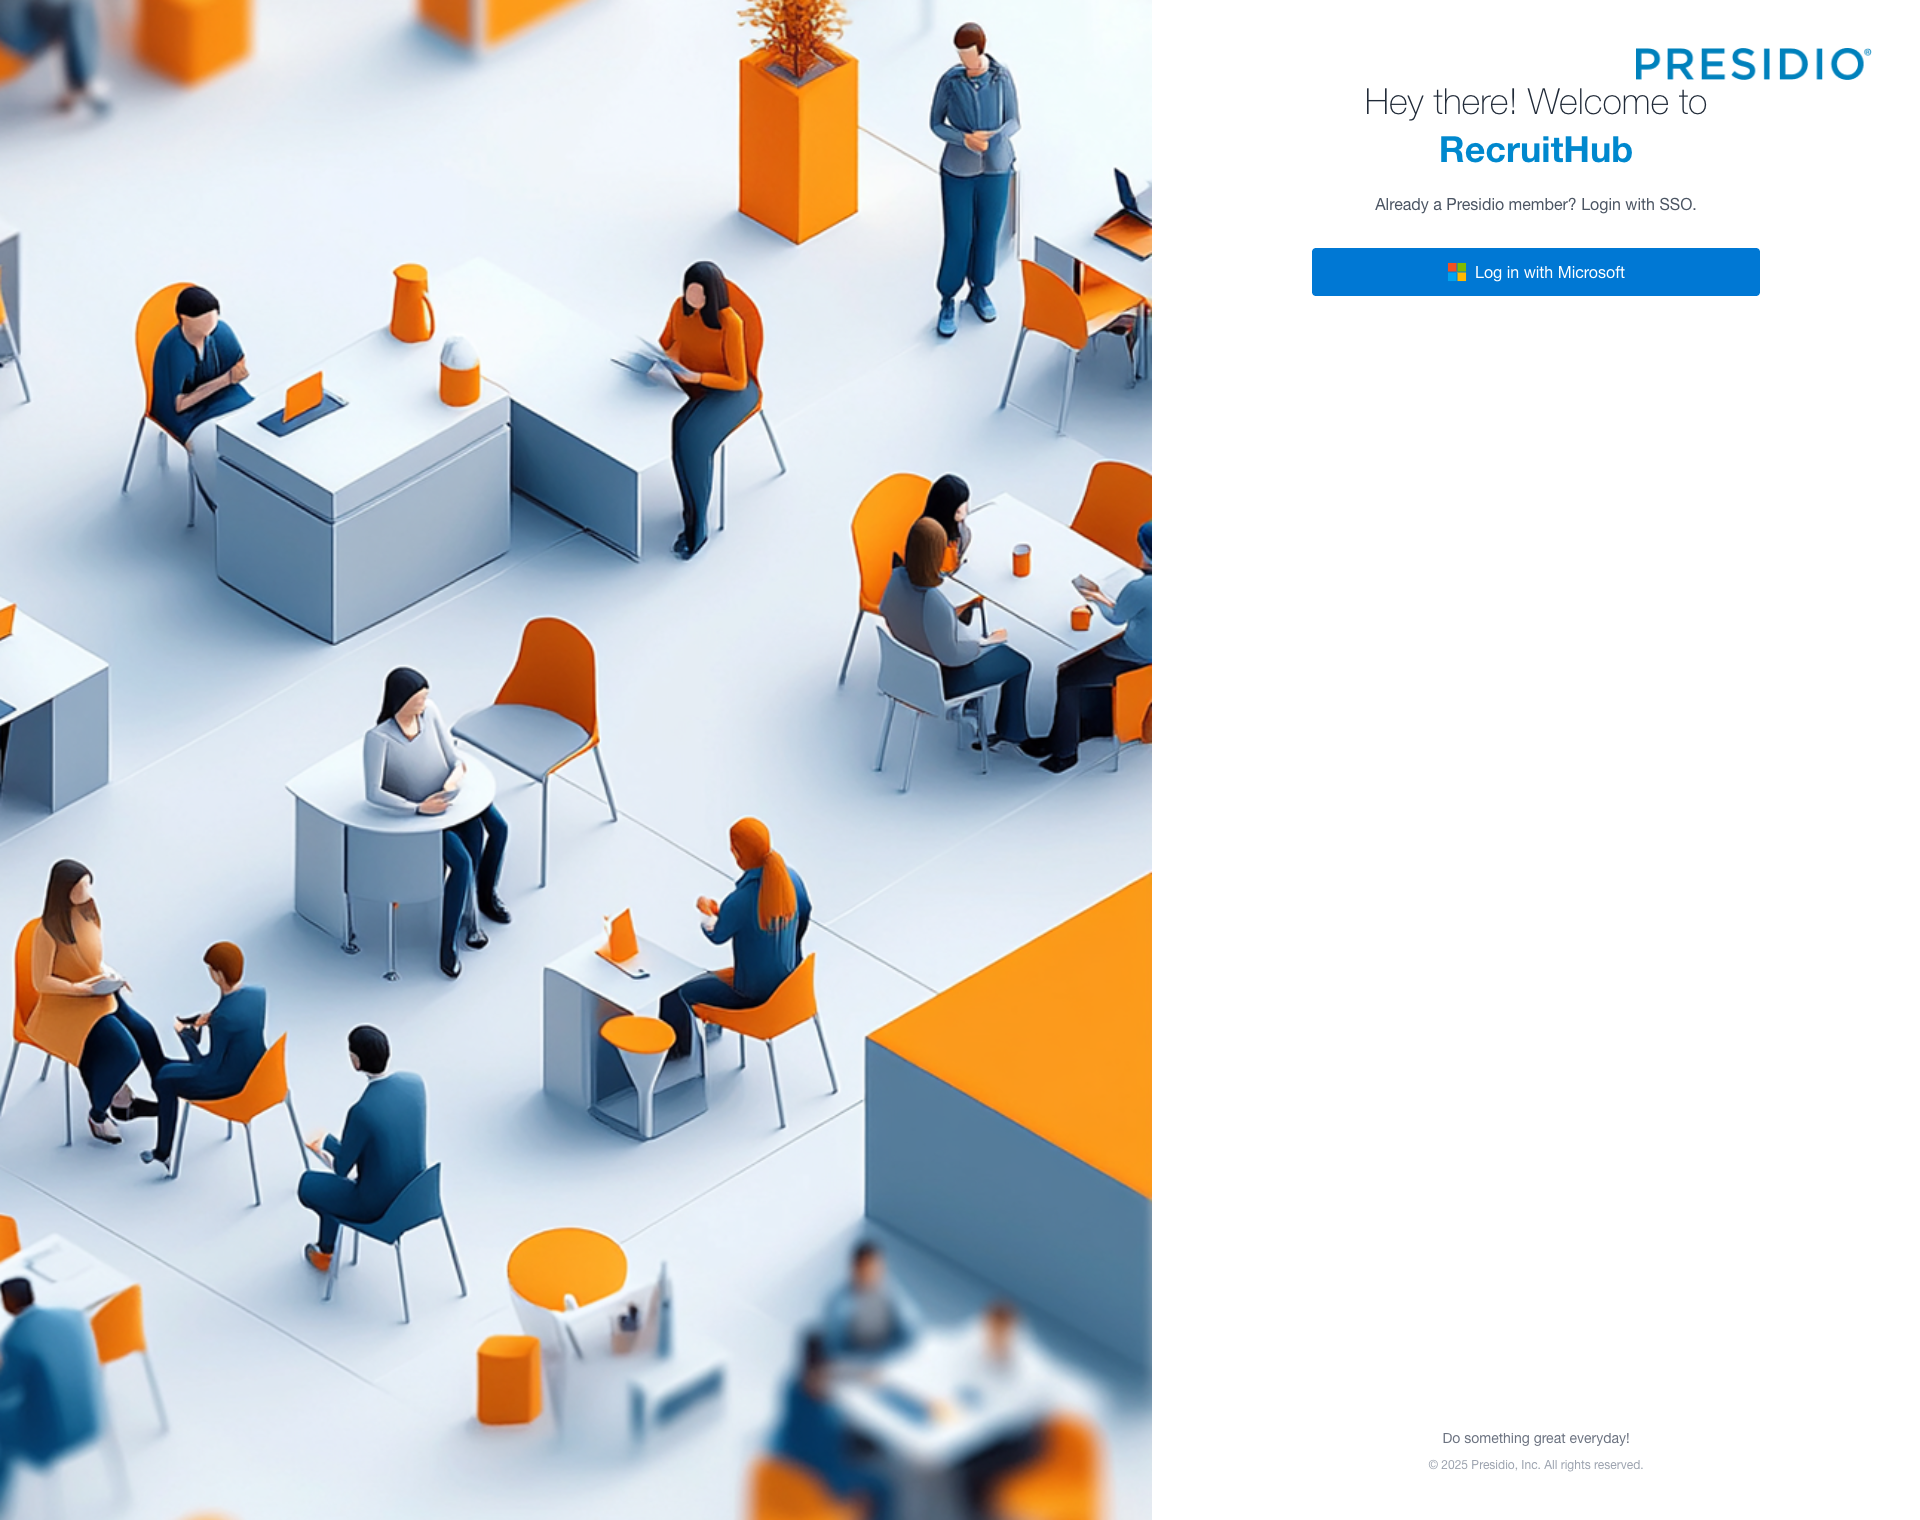 PRESIDIO®
Hey there! Welcome to
RecruitHub
Already a Presidio member? Login with SSO.
Log in with Microsoft
Do something great everyday!
© 2025 Presidio, Inc. All rights reserved.